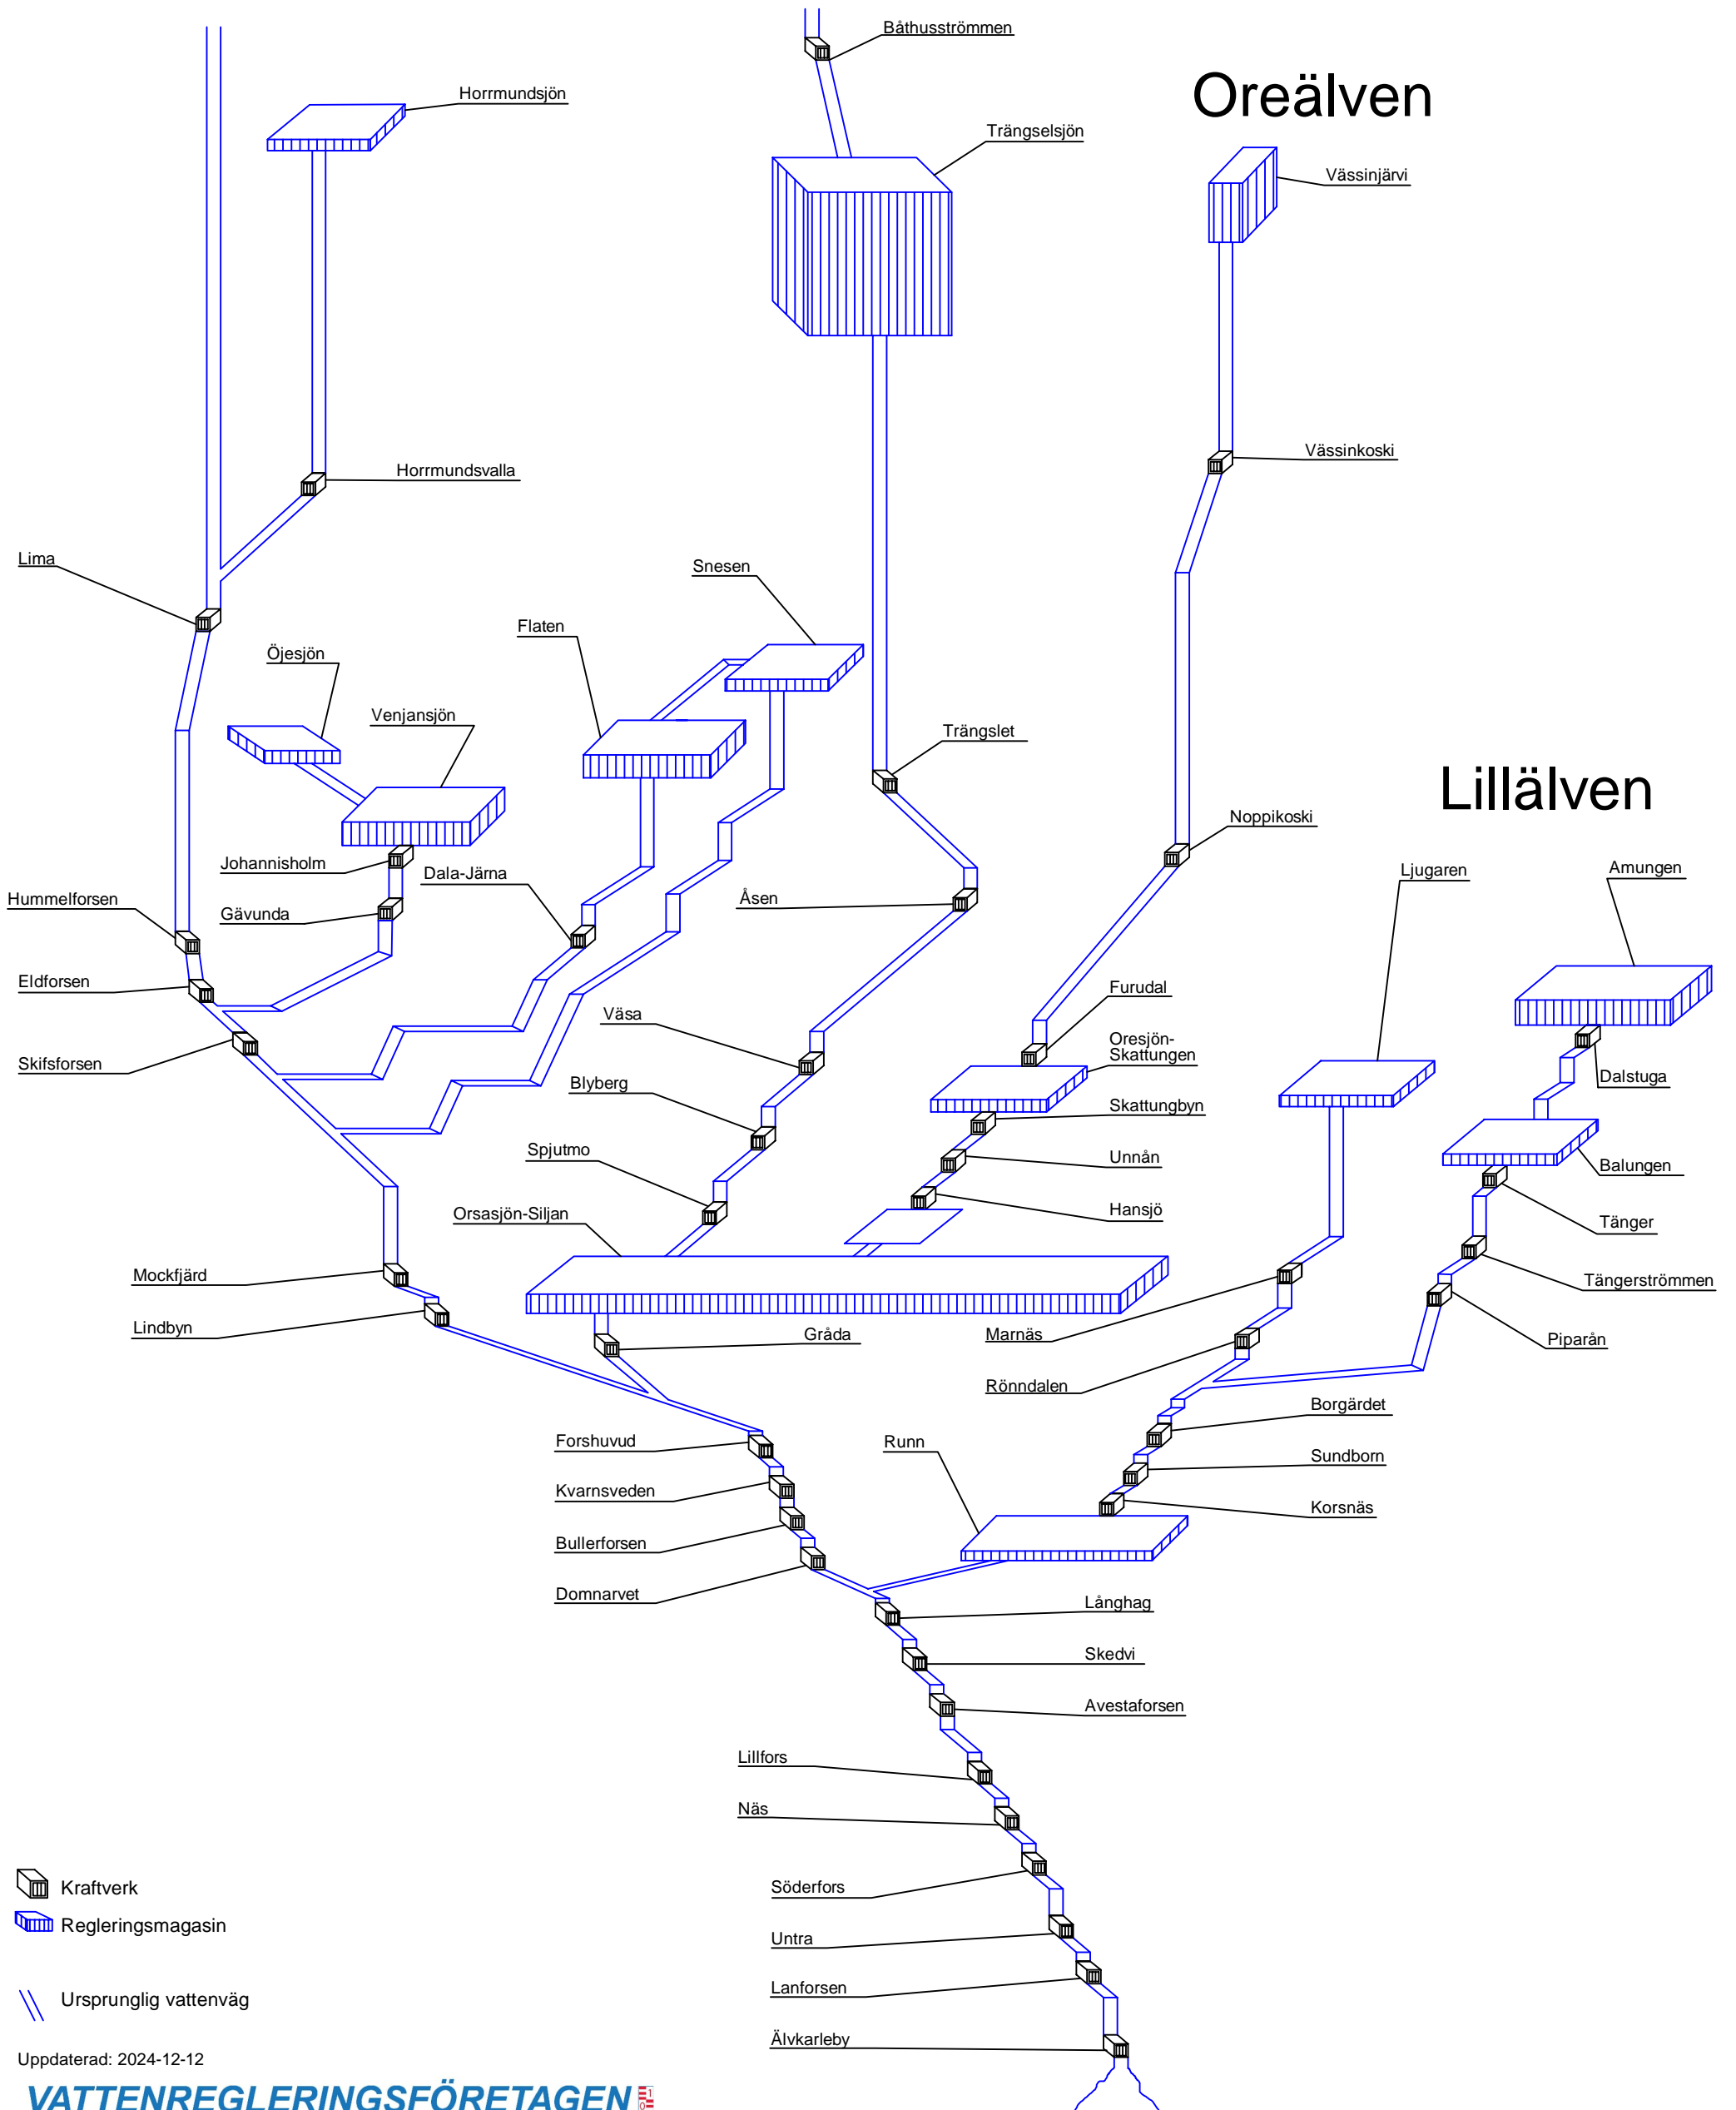 Båthusströmmen
Oreälven
Horrmundsjön
Trängselsjön
Vässinjärvi
Vässinkoski
Horrmundsvalla
Lima
Snesen
Flaten
Öjesjön
Venjansjön
Trängslet
Lillälven
Noppikoski
Johannisholm
Dala-Järna
Ljugaren
Amungen
Hummelforsen
Gävunda
Åsen
Eldforsen
Furudal
Väsa
Oresjön-
Skattungen
Skifsforsen
Dalstuga
Blyberg
Skattungbyn
Spjutmo
Unnån
Balungen
Orsasjön-Siljan
Hansjö
Tänger
Mockfjärd
Tängerströmmen
Lindbyn
Gråda
Marnäs
Piparån
Rönndalen
Borgärdet
Forshuvud
Runn
Sundborn
Kvarnsveden
Korsnäs
Bullerforsen
Domnarvet
Långhag
Skedvi
Avestaforsen
Lillfors
Näs
Kraftverk
Söderfors
Regleringsmagasin
Untra
Lanforsen
Ursprunglig vattenväg
Älvkarleby
Uppdaterad: 2024-12-12
VATTENREGLERINGSFÖRETAGEN